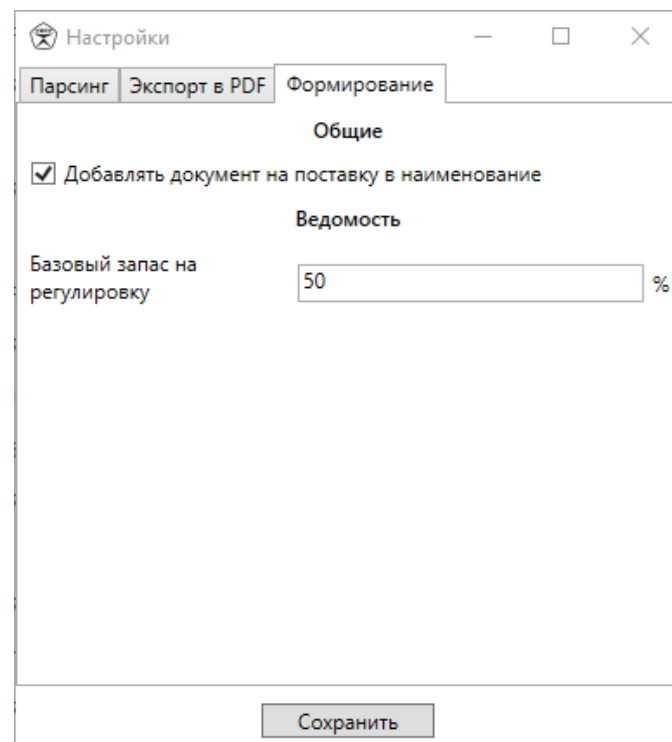 Настройки
Парсинг Экспорт в PDF Формирование
Общие
Добавлять документ на поставку в наименование
Ведомость
Базовый запас на
регулировку
50 %
Сохранить